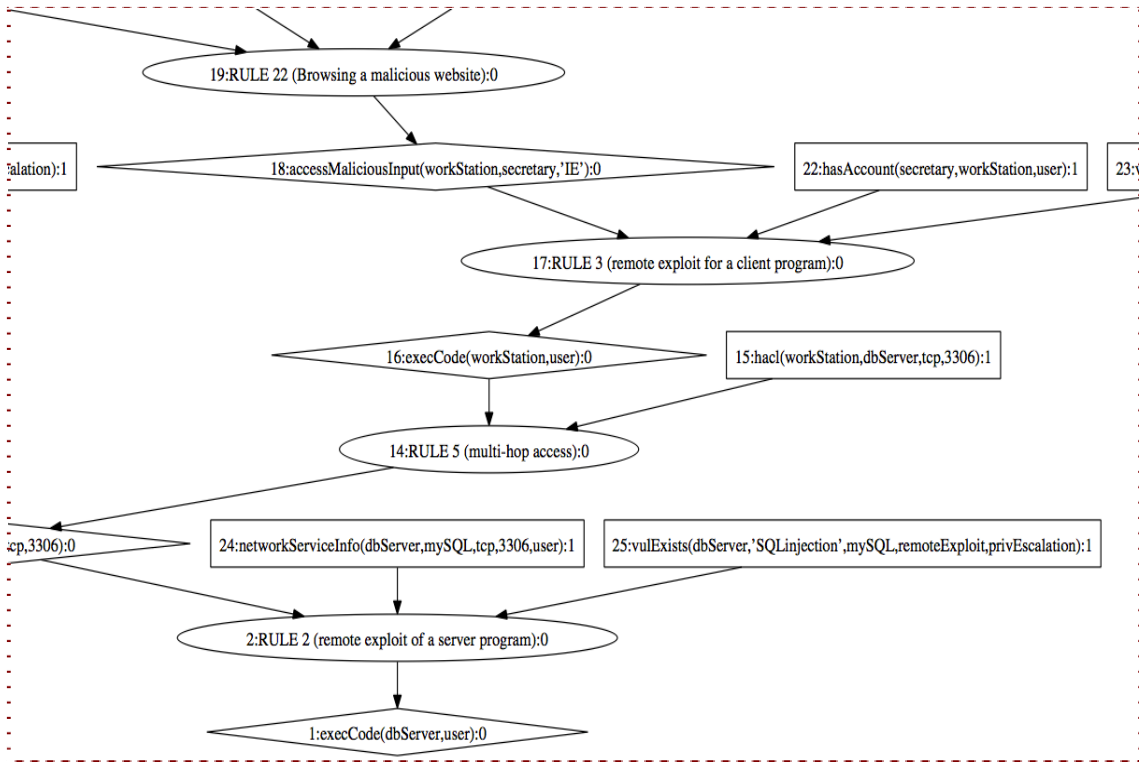 19:RULE 22 (Browsing a malicious website):0
alation):1
18:accessMaliciousInput(workStation,secretary,'IE'):0
22:hasAccount(secretary,workStation,user):1
23:v
17:RULE 3 (remote exploit for a client program):0
16:execCode(workStation,user):0
15:hacl(workStation,dbServer,tcp,3306):1
14:RULE 5 (multi-hop access):0
cp,3306):0
24:networkServiceInfo(dbServer,mySQL,tcp,3306,user):1
25:vulExists(dbServer,'SQLinjection',mySQL,remoteExploit,privEscalation):1
2:RULE 2 (remote exploit of a server program):0
1:execCode(dbServer,user):0